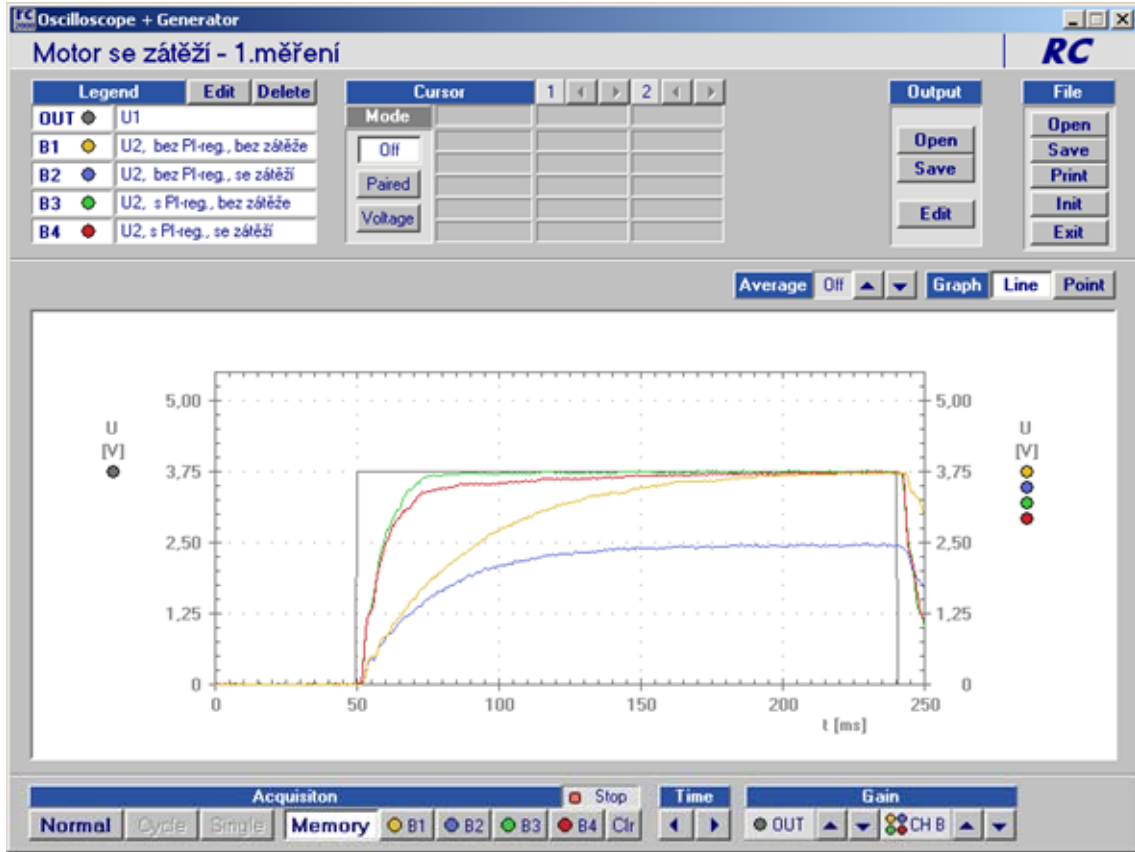 Oscilloscope + Generator
Motor se zátěží - 1.měření
RC
Legend Edit Delete
OUT U1
B1 U2, bez PI-reg., bez zátěže
B2 U2, bez PI-reg., se zátěží
B3 U2, s PI-reg., bez zátěže
B4 U2, s PI-reg., se zátěží
Cursor 1 2
Mode
Off
Paired
Voltage
Output
Open
Save
Edit
File
Open
Save
Print
Init
Exit
Average Off Graph Line Point
U
[V]
5,00
3,75
2,50
1,25
0
5,00
3,75
2,50
1,25
0
U
[V]
0 50 100 150 200 250
t [ms]
Acquisiton Stop
Normal Cycle Single Memory B1 B2 B3 B4 Clr
Time
Gain
OUT CH B